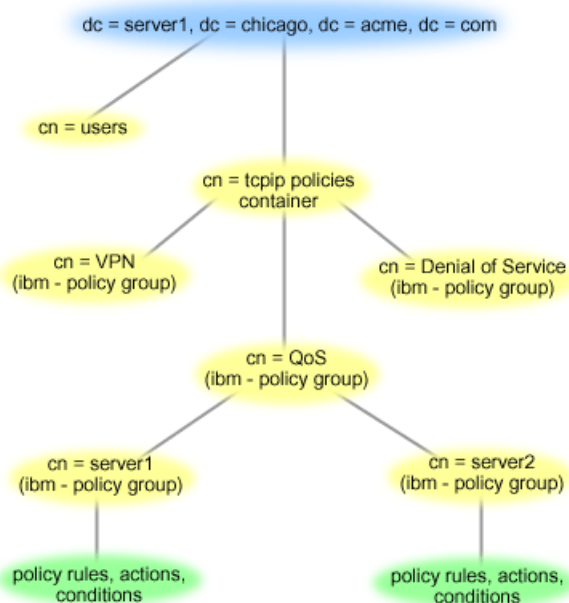 dc = server1, dc = chicago, dc = acme, dc = com
cn = users
cn = tcpip policies
container
cn = VPN
(ibm - policy group)
cn = Denial of Service
(ibm - policy group)
cn = QoS
(ibm - policy group)
cn = server1
(ibm - policy group)
cn = server2
(ibm - policy group)
policy rules, actions,
conditions
policy rules, actions,
conditions